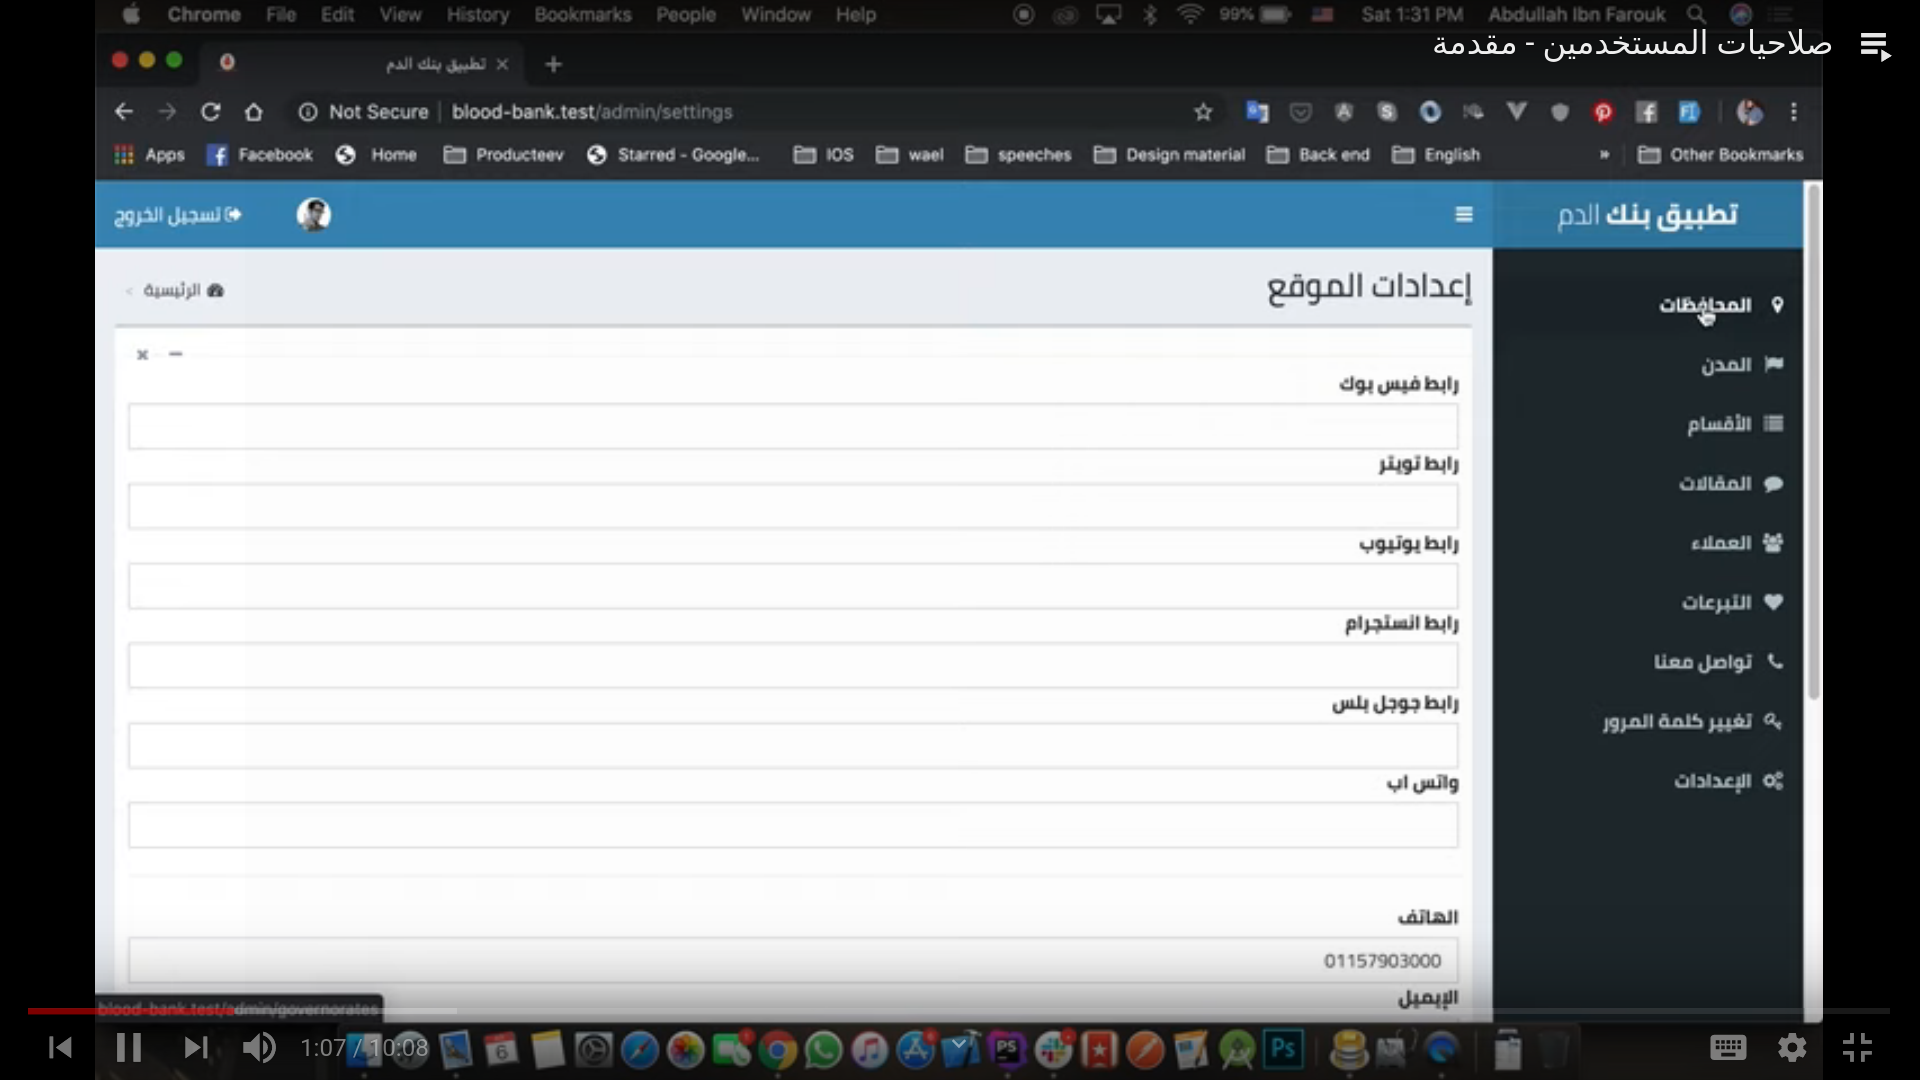 Chrome File Edit View History Bookmarks People Window Help 99% Sat 1:31 PM Abdullah Ibn Farouk
صلاحيات المستخدمين - مقدمة
تطبيق بنك الدم
Not Secure blood-bank.test/admin/settings
Apps Facebook Home Producteev Starred - Google... IOS wael speeches Design material Back end English » Other Bookmarks
تطبيق بنك الدم
تسجيل الخروج
إعدادات الموقع
الرئيسية >
المحافظات
المدن
الأقسام
المقالات
العملاء
التبرعات
تواصل معنا
تغيير كلمة المرور
الإعدادات
رابط فيس بوك
رابط تويتر
رابط يوتيوب
رابط انستجرام
رابط جوجل بلس
واتس اب
الهاتف
01157903000
الإيميل
blood-bank.test/admin/governorates
1:07 / 10:08
6
PS
Ps